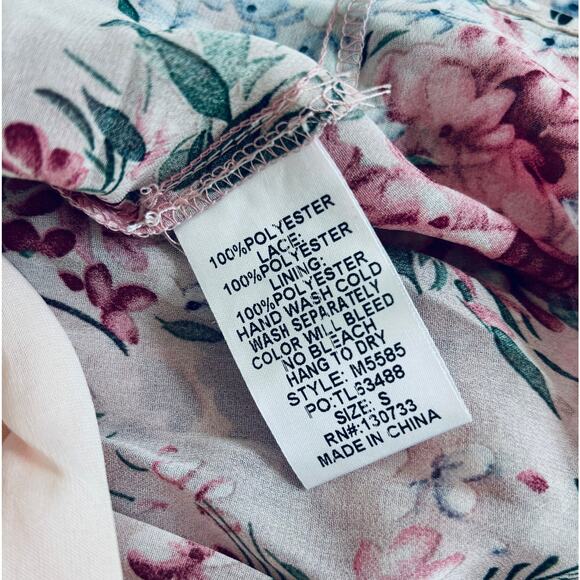 100%POLYESTER
LACE:
100%POLYESTER
LINING:
100%POLYESTER
HAND WASH COLD
WASH SEPARATELY
COLOR WILL BLEED
NO BLEACH
HANG TO DRY
STYLE: M5585
PO:TL63488
SIZE: S
RN#:130733
MADE IN CHINA